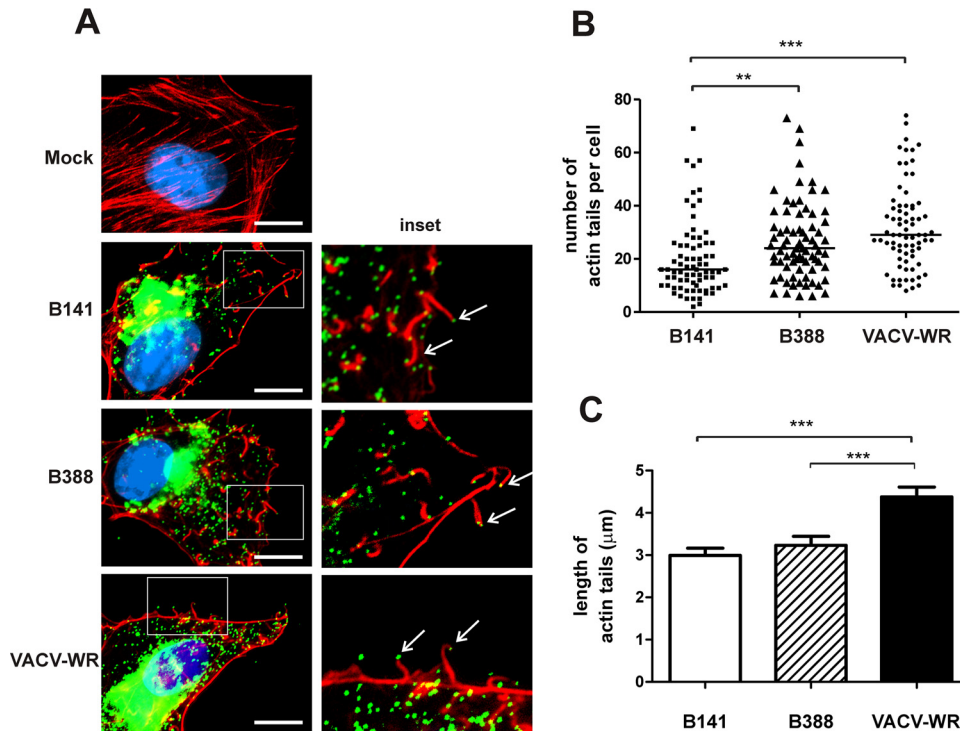 A
Mock
inset
B141
B388
VACV-WR
B
***
**
number of
actin tails per cell
80
60
40
20
0
B141 B388 VACV-WR
C
***
***
length of
actin tails (μm)
5
4
3
2
1
0
B141 B388 VACV-WR